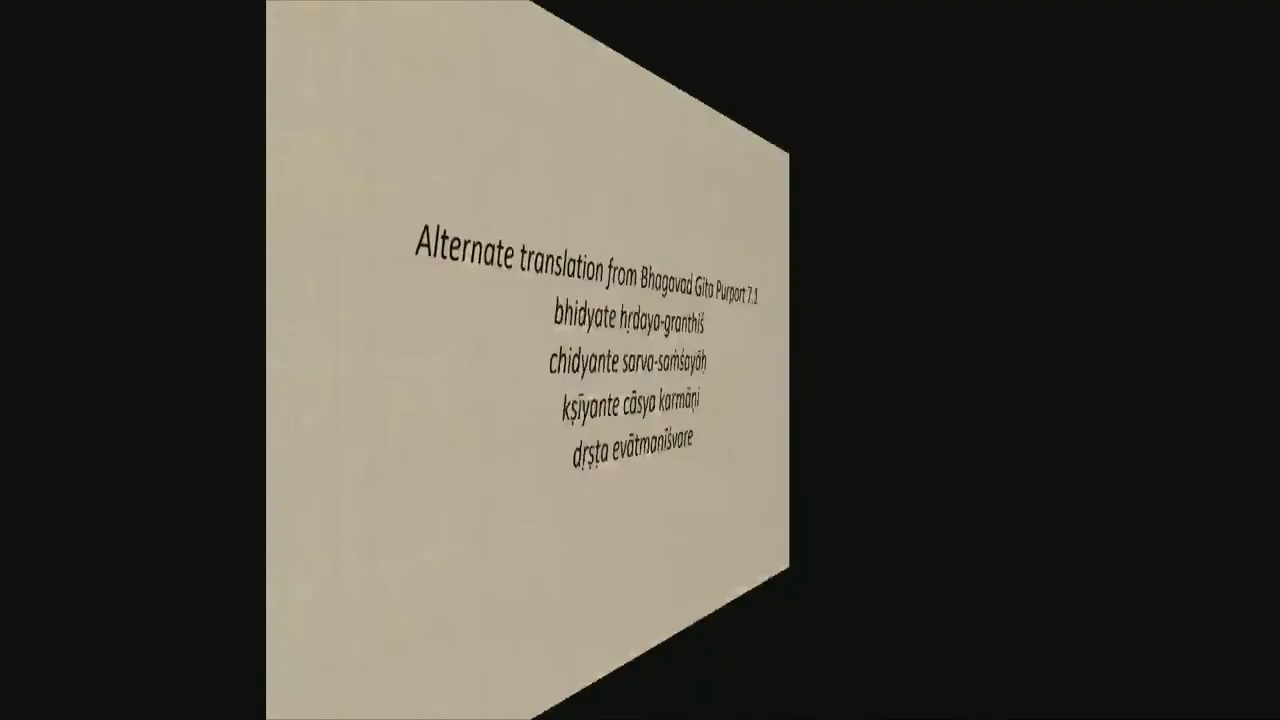 Alternate translation from Bhagavad Gita Purport 7.1
bhidyate hṛdaya-granthiś
chidyante sarva-saṁśayāḥ
kṣīyante cāsya karmāṇi
dṛṣṭa evātmanīśvare